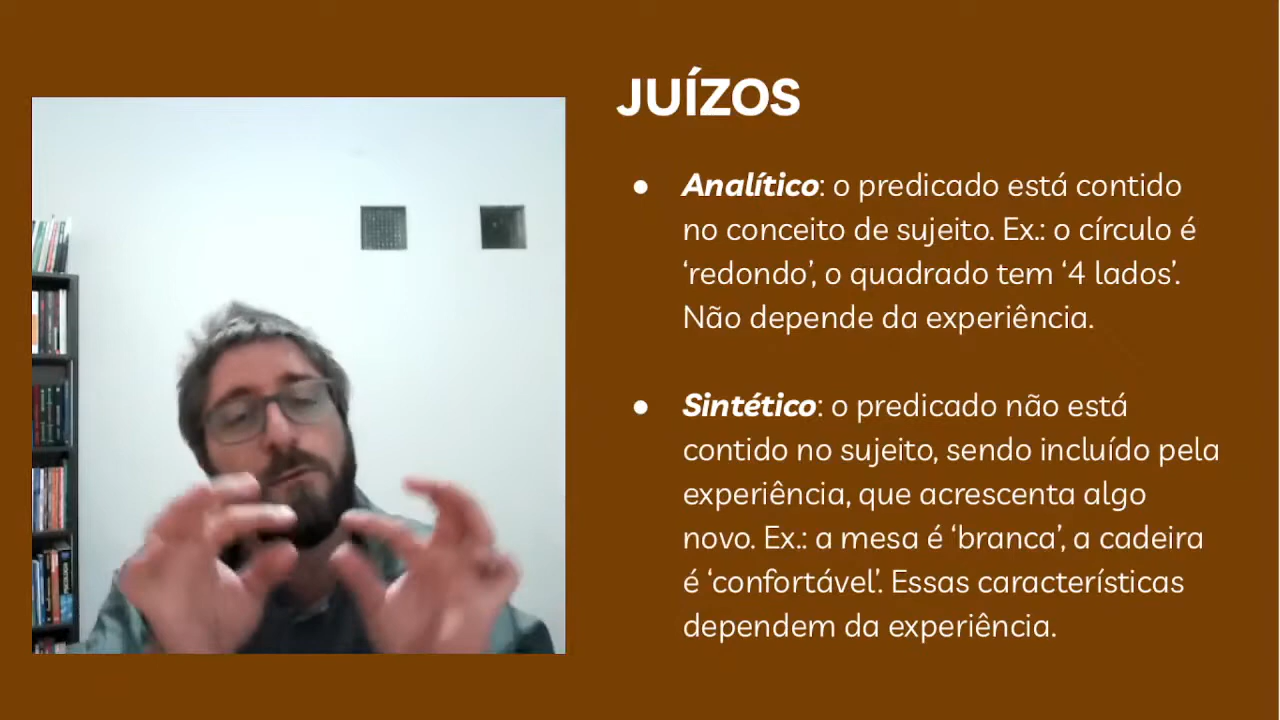 JUÍZOS
● Analítico: o predicado está contido
no conceito de sujeito. Ex.: o círculo é
‘redondo’, o quadrado tem ‘4 lados’.
Não depende da experiência.
● Sintético: o predicado não está
contido no sujeito, sendo incluído pela
experiência, que acrescenta algo
novo. Ex.: a mesa é ‘branca’, a cadeira
é ‘confortável’. Essas características
dependem da experiência.